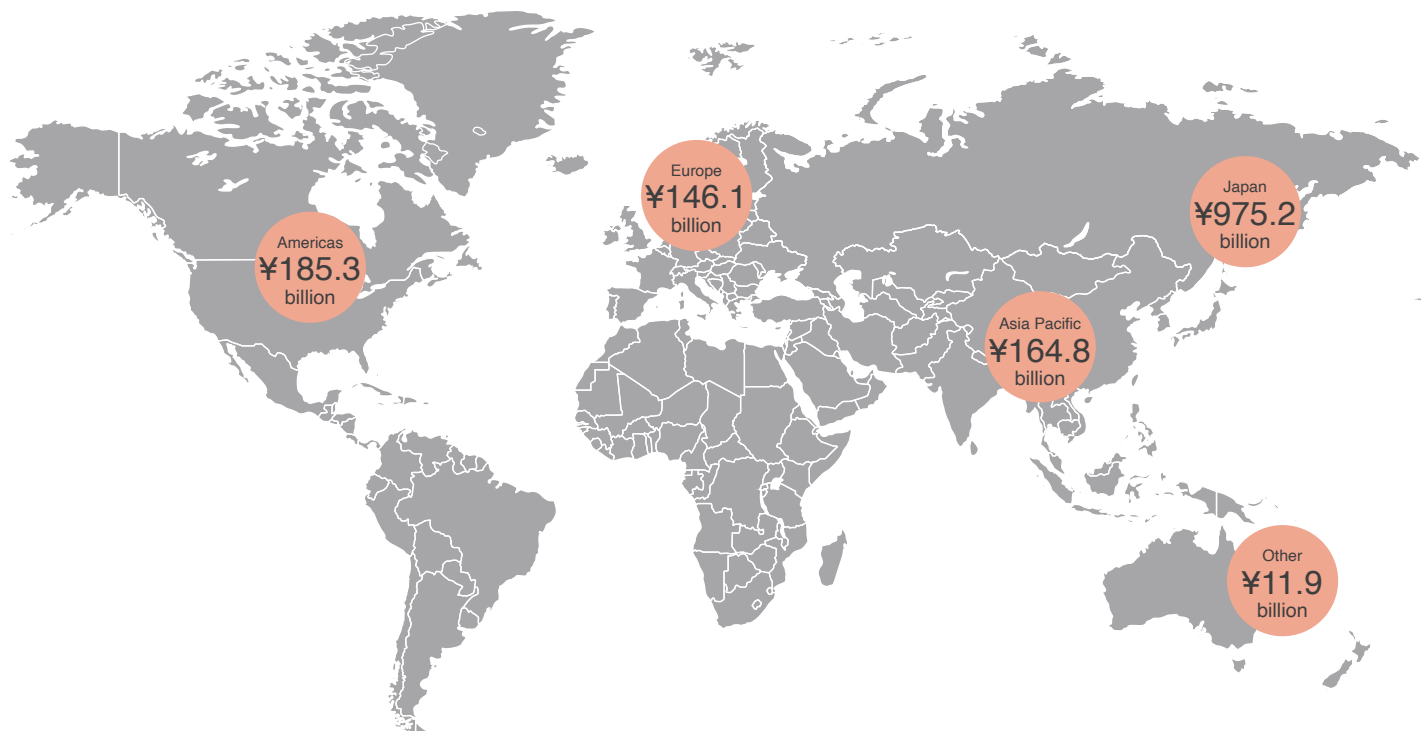 Europe
¥146.1
billion
Japan
¥975.2
billion
Americas
¥185.3
billion
Asia Pacific
¥164.8
billion
Other
¥11.9
billion